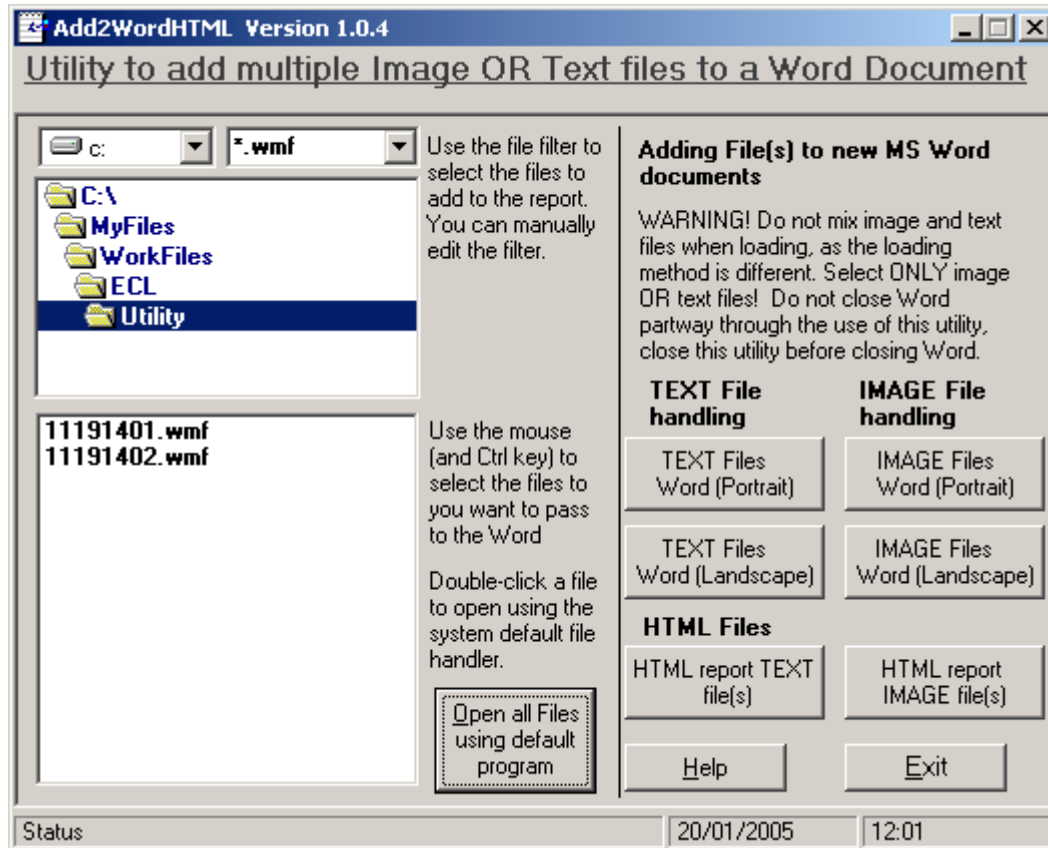 Add2WordHTML Version 1.0.4
Utility to add multiple Image OR Text files to a Word Document
c:
*.wmf
C:\
MyFiles
WorkFiles
ECL
Utility
Use the file filter to
select the files to
add to the report.
You can manually
edit the filter.
11191401.wmf
11191402.wmf
Use the mouse
(and Ctrl key) to
select the files to
you want to pass
to the Word
Double-click a file
to open using the
system default file
handler.
Open all Files
using default
program
Adding File(s) to new MS Word
documents
WARNING! Do not mix image and text
files when loading, as the loading
method is different. Select ONLY image
OR text files! Do not close Word
partway through the use of this utility,
close this utility before closing Word.
TEXT File
handling
IMAGE File
handling
TEXT Files
Word (Portrait)
IMAGE Files
Word (Portrait)
TEXT Files
Word (Landscape)
IMAGE Files
Word (Landscape)
HTML Files
HTML report TEXT
file(s)
HTML report
IMAGE file(s)
Help
Exit
Status
20/01/2005
12:01